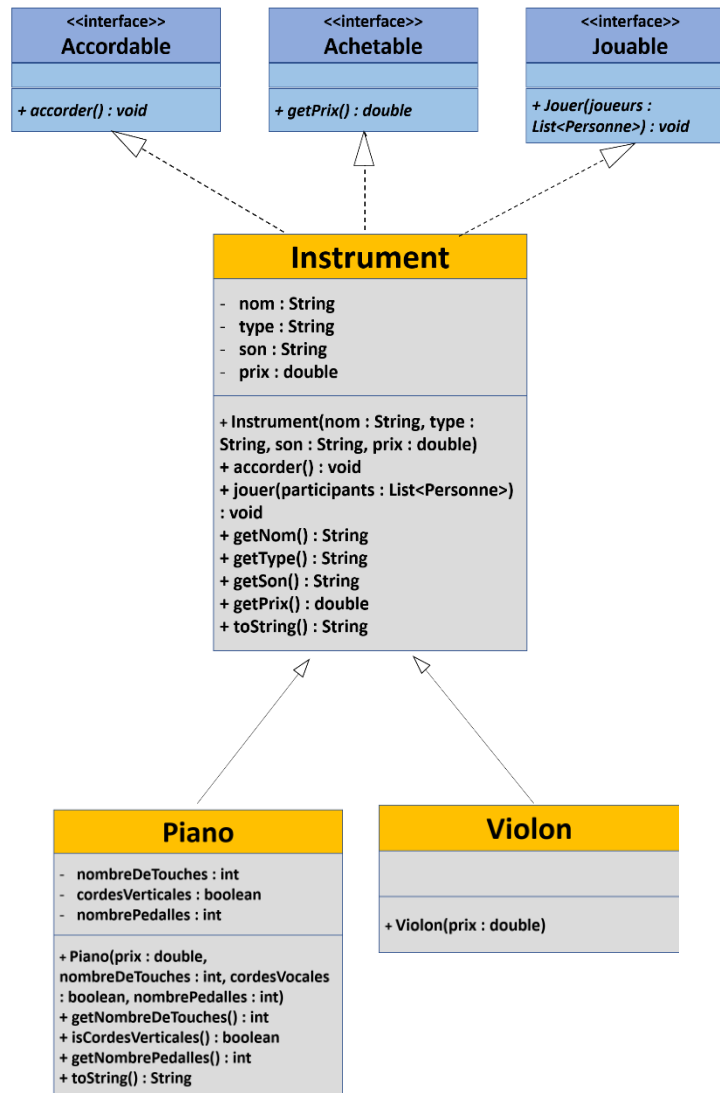 <<interface>>
Accordable
+ accorder() : void
<<interface>>
Achetable
+ getPrix() : double
<<interface>>
Jouable
+ Jouer(joueurs :
List<Personne>) : void
Instrument
- nom : String
- type : String
- son : String
- prix : double
+ Instrument(nom : String, type :
String, son : String, prix : double)
+ accorder() : void
+ jouer(participants : List<Personne>)
: void
+ getNom() : String
+ getType() : String
+ getSon() : String
+ getPrix() : double
+ toString() : String
Piano
- nombreDeTouches : int
- cordesVerticales : boolean
- nombrePedalles : int
+ Piano(prix : double,
nombreDeTouches : int, cordesVocales
: boolean, nombrePedalles : int)
+ getNombreDeTouches() : int
+ isCordesVerticales() : boolean
+ getNombrePedalles() : int
+ toString() : String
Violon
+ Violon(prix : double)